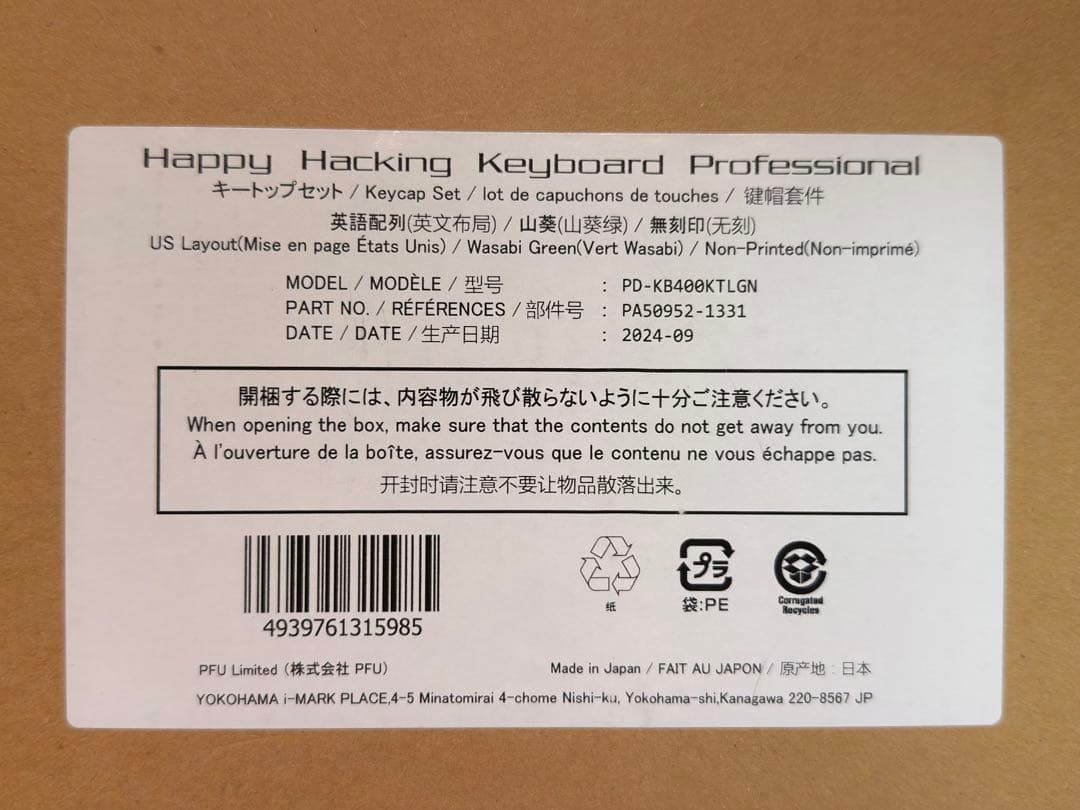 Happy Hacking Keyboard Professional
キートップセット / Keycap Set / lot de capuchons de touches / 键帽套件
英語配列(英文布局) / 山葵(山葵绿) / 無刻印(无刻)
US Layout(Mise en page États Unis) / Wasabi Green(Vert Wasabi) / Non-Printed(Non-imprimé)
MODEL / MODÈLE / 型号 : PD-KB400KTLGN
PART NO. / RÉFÉRENCES / 部件号 : PA50952-1331
DATE / DATE / 生产日期 : 2024-09
開梱する際には、内容物が飛び散らないように十分ご注意ください。
When opening the box, make sure that the contents do not get away from you.
À l'ouverture de la boîte, assurez-vous que le contenu ne vous échappe pas.
开封时请注意不要让物品散落出来。
纸
プラ
袋:PE
Corrugated
Recycles
4939761315985
PFU Limited (株式会社 PFU)
Made in Japan / FAIT AU JAPON / 原产地 : 日本
YOKOHAMA i-MARK PLACE,4-5 Minatomirai 4-chome Nishi-ku, Yokohama-shi,Kanagawa 220-8567 JP